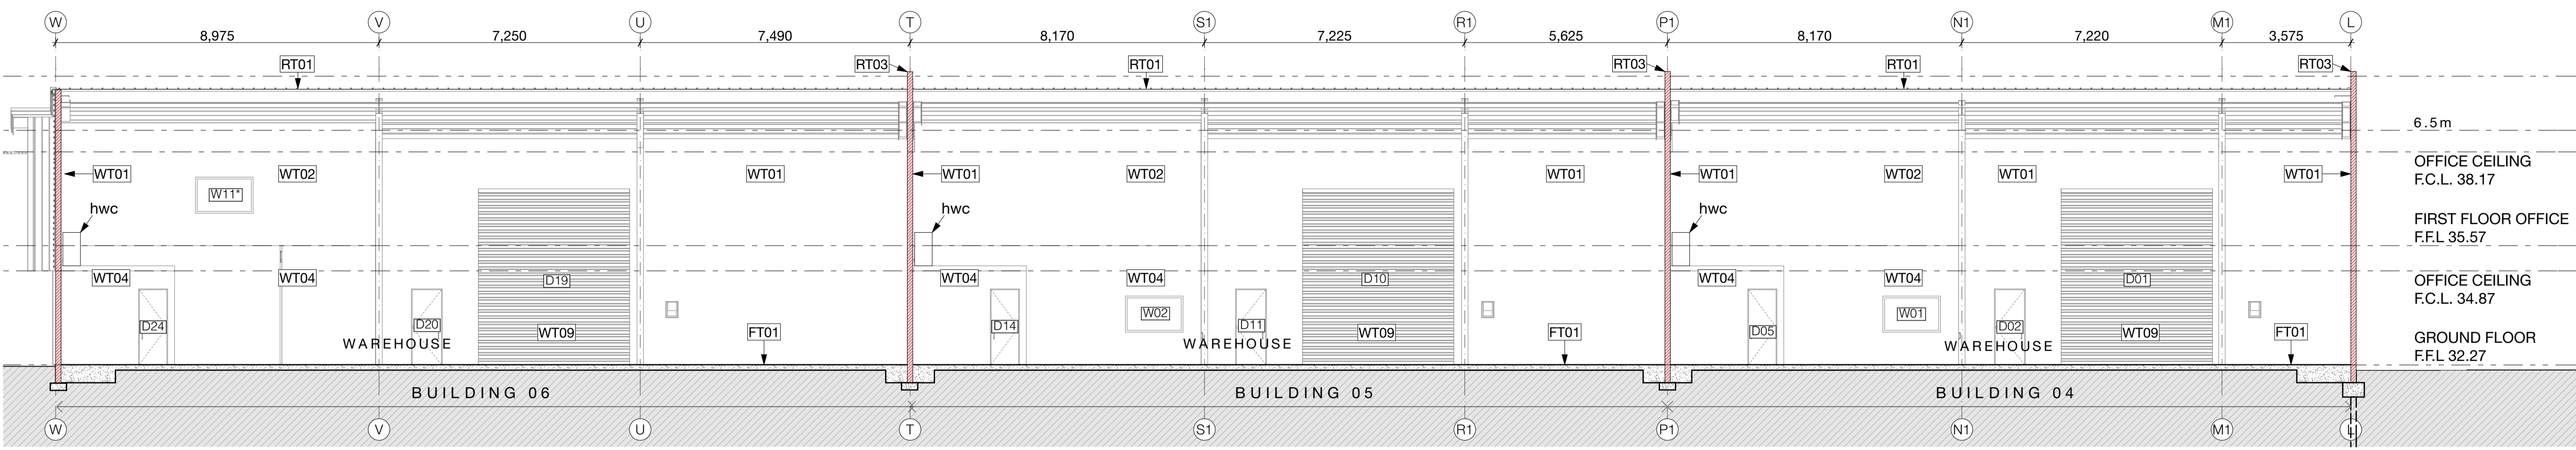 W V U T S1 R1 P1 N1 M1 L
8,975 7,250 7,490 8,170 7,225 5,625 8,170 7,220 3,575
RT01 RT03 RT01 RT03 RT01 RT03
6.5m
OFFICE CEILING
F.C.L. 38.17
WT01 WT02 WT01 WT01 WT02 WT01 WT01 WT02 WT01 WT01
W11*
hwc hwc hwc
FIRST FLOOR OFFICE
F.F.L 35.57
WT04 WT04 D19 WT04 WT04 D10 WT04 WT04 D01
OFFICE CEILING
F.C.L. 34.87
W02 W01
D24 D20 WT09 FT01 D14 D11 WT09 FT01 D05 D02 WT09 FT01
WAREHOUSE WAREHOUSE WAREHOUSE
GROUND FLOOR
F.F.L 32.27
BUILDING 06 BUILDING 05 BUILDING 04
W V U T S1 R1 P1 N1 M1 L